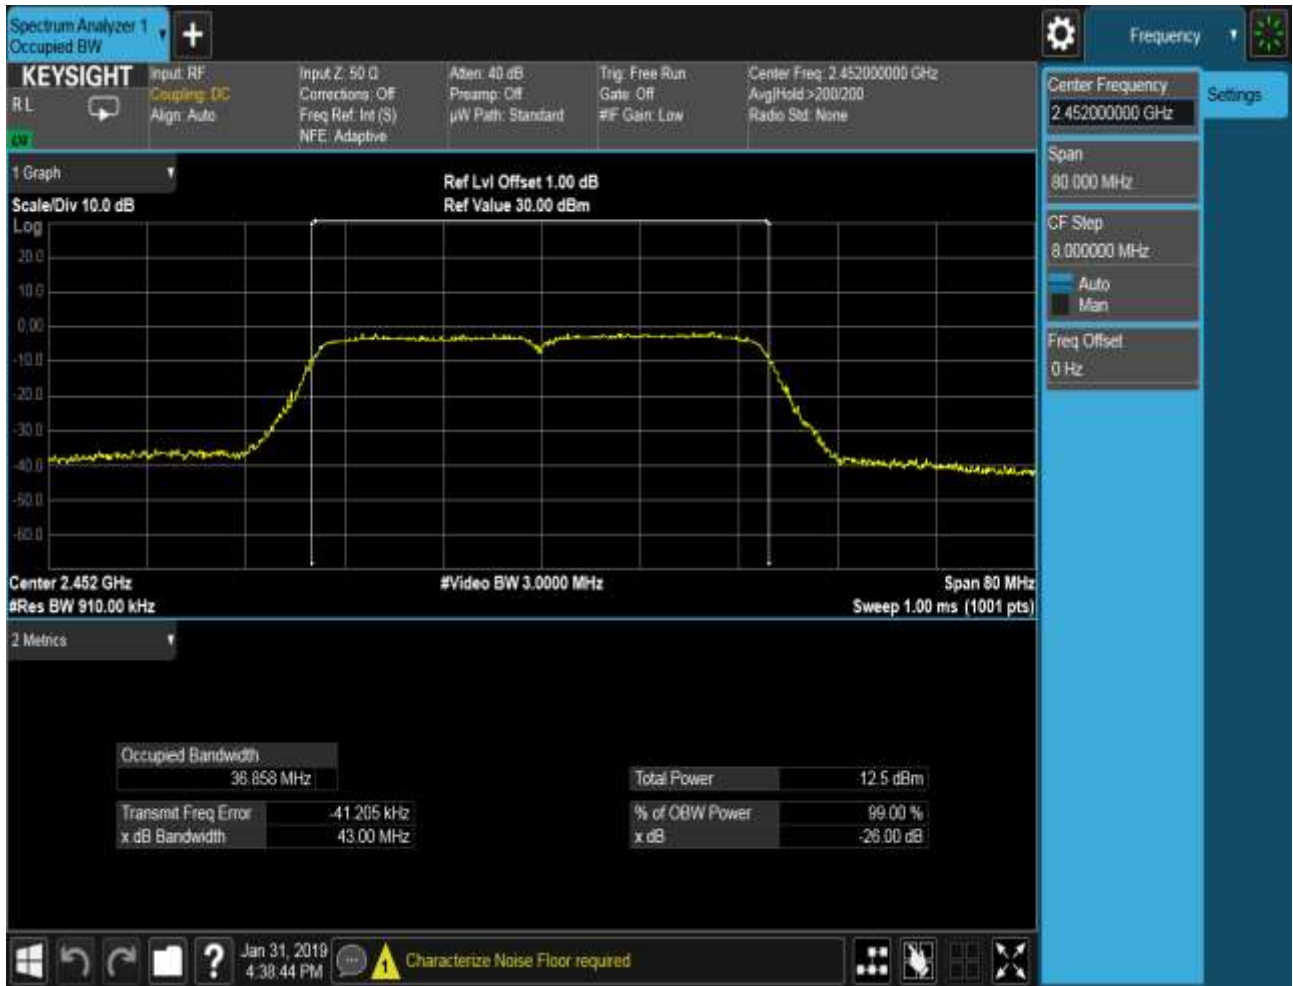 Spectrum Analyzer 1
Occupied BW
Frequency
KEYSIGHT
RL
Input: RF
Coupling: DC
Align: Auto
Input Z: 50 Ω
Corrections: Off
Freq Ref: Int (S)
NFE: Adaptive
Atten: 40 dB
Preamp: Off
µW Path: Standard
Trig: Free Run
Gate: Off
#IF Gain: Low
Center Freq: 2.452000000 GHz
Avg|Hold:>200/200
Radio Std: None
Center Frequency
2.452000000 GHz
Settings
Span
80.000 MHz
CF Step
8.000000 MHz
Auto
Man
Freq Offset
0 Hz
1 Graph
Scale/Div 10.0 dB
Ref Lvl Offset 1.00 dB
Ref Value 30.00 dBm
Log
20.0
10.0
0.00
-10.0
-20.0
-30.0
-40.0
-50.0
-60.0
Center 2.452 GHz
#Video BW 3.0000 MHz
Span 80 MHz
#Res BW 910.00 kHz
Sweep 1.00 ms (1001 pts)
2 Metrics
Occupied Bandwidth
36.858 MHz
Total Power 12.5 dBm
Transmit Freq Error -41.205 kHz
% of OBW Power 99.00 %
x dB Bandwidth 43.00 MHz
x dB -26.00 dB
?
Jan 31, 2019
4:38:44 PM
1
Characterize Noise Floor required